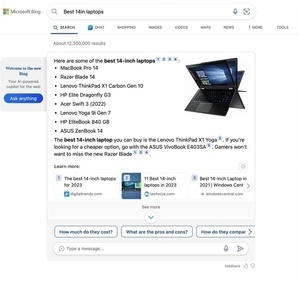 Microsoft Bing
Best 14in laptops
SEARCH CHAT SHOPPING IMAGES VIDEOS MAPS NEWS MORE TOOLS
About 12,300,000 results
Welcome to the new
Bing
Your AI-powered
copilot for the web
Ask anything
Here are some of the best 14-inch laptops
MacBook Pro 14
Razer Blade 14
Lenovo ThinkPad X1 Carbon Gen 10
HP Elite Dragonfly G3
Acer Swift 3 (2022)
Lenovo Yoga 9i Gen 7
HP EliteBook 840 G8
ASUS ZenBook 14
The best 14-inch laptop you can buy is the Lenovo ThinkPad X1 Yoga. If you're
looking for a cheaper option, go with the ASUS VivoBook E403SA. Gamers won't
want to miss the new Razer Blade
Learn more:
1 The best 14-inch laptops
for 2023
digitaltrends.com
2 11 Best 14-inch
laptops in 2023
technize.com
3 Best 14-inch Laptop in
2021 | Windows Cent
windowscentral.com
See more
How much do they cost? What are the pros and cons? How do they compar
Type a message...
Feedback